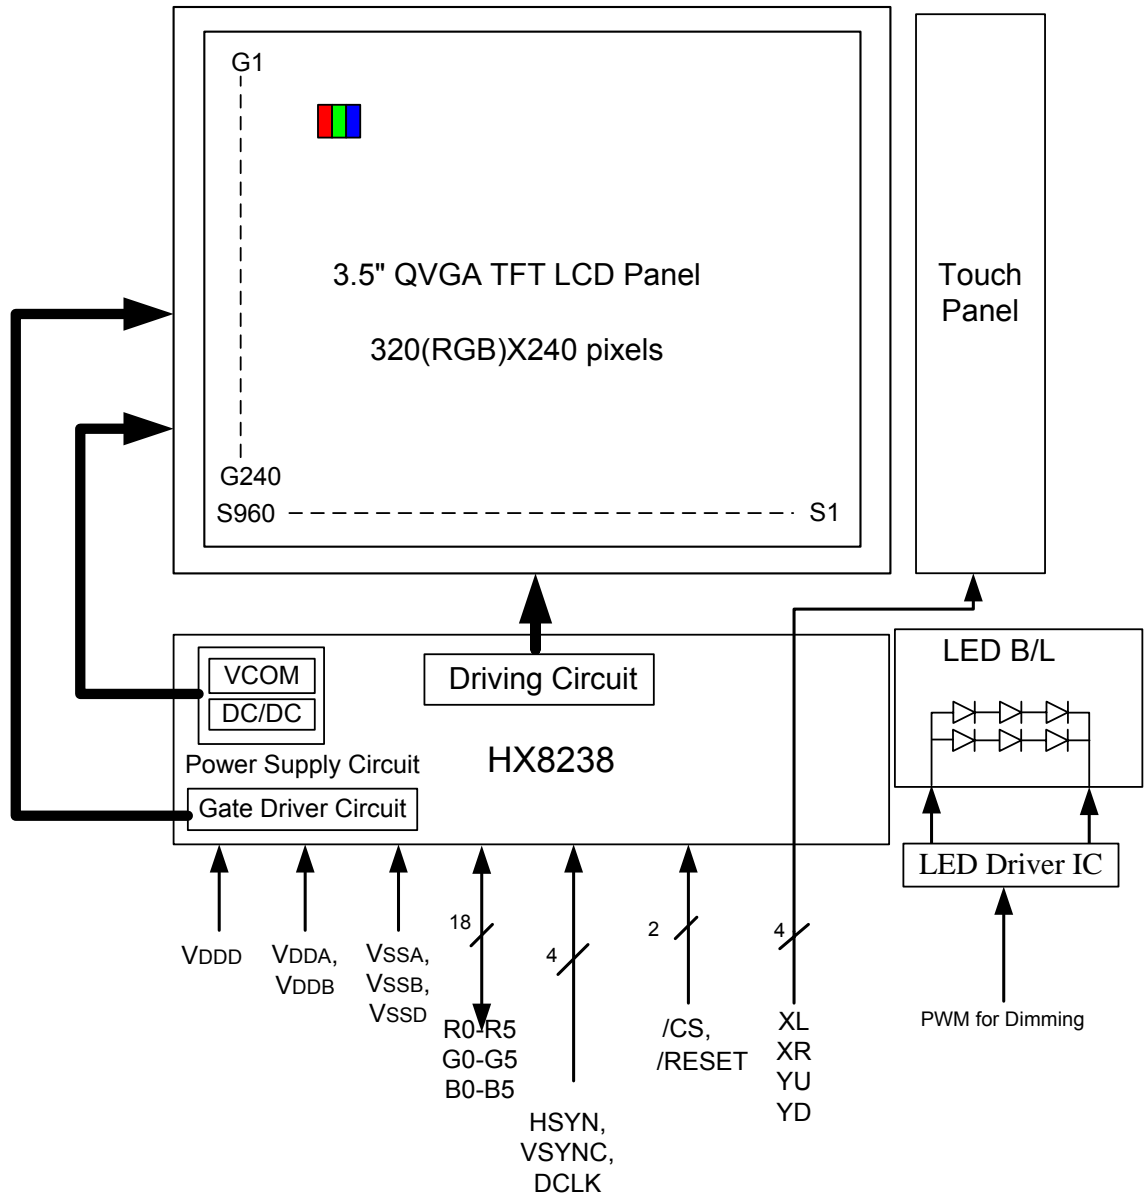 G1
3.5" QVGA TFT LCD Panel
320(RGB)X240 pixels
G240
S960
S1
Touch
Panel
VCOM
DC/DC
Power Supply Circuit
Gate Driver Circuit
Driving Circuit
HX8238
LED B/L
LED Driver IC
VDDD
VDDA,
VDDB
VSSA,
VSSB,
VSSD
18
R0-R5
G0-G5
B0-B5
4
HSYN,
VSYNC,
DCLK
2
/CS,
/RESET
4
XL
XR
YU
YD
PWM for Dimming